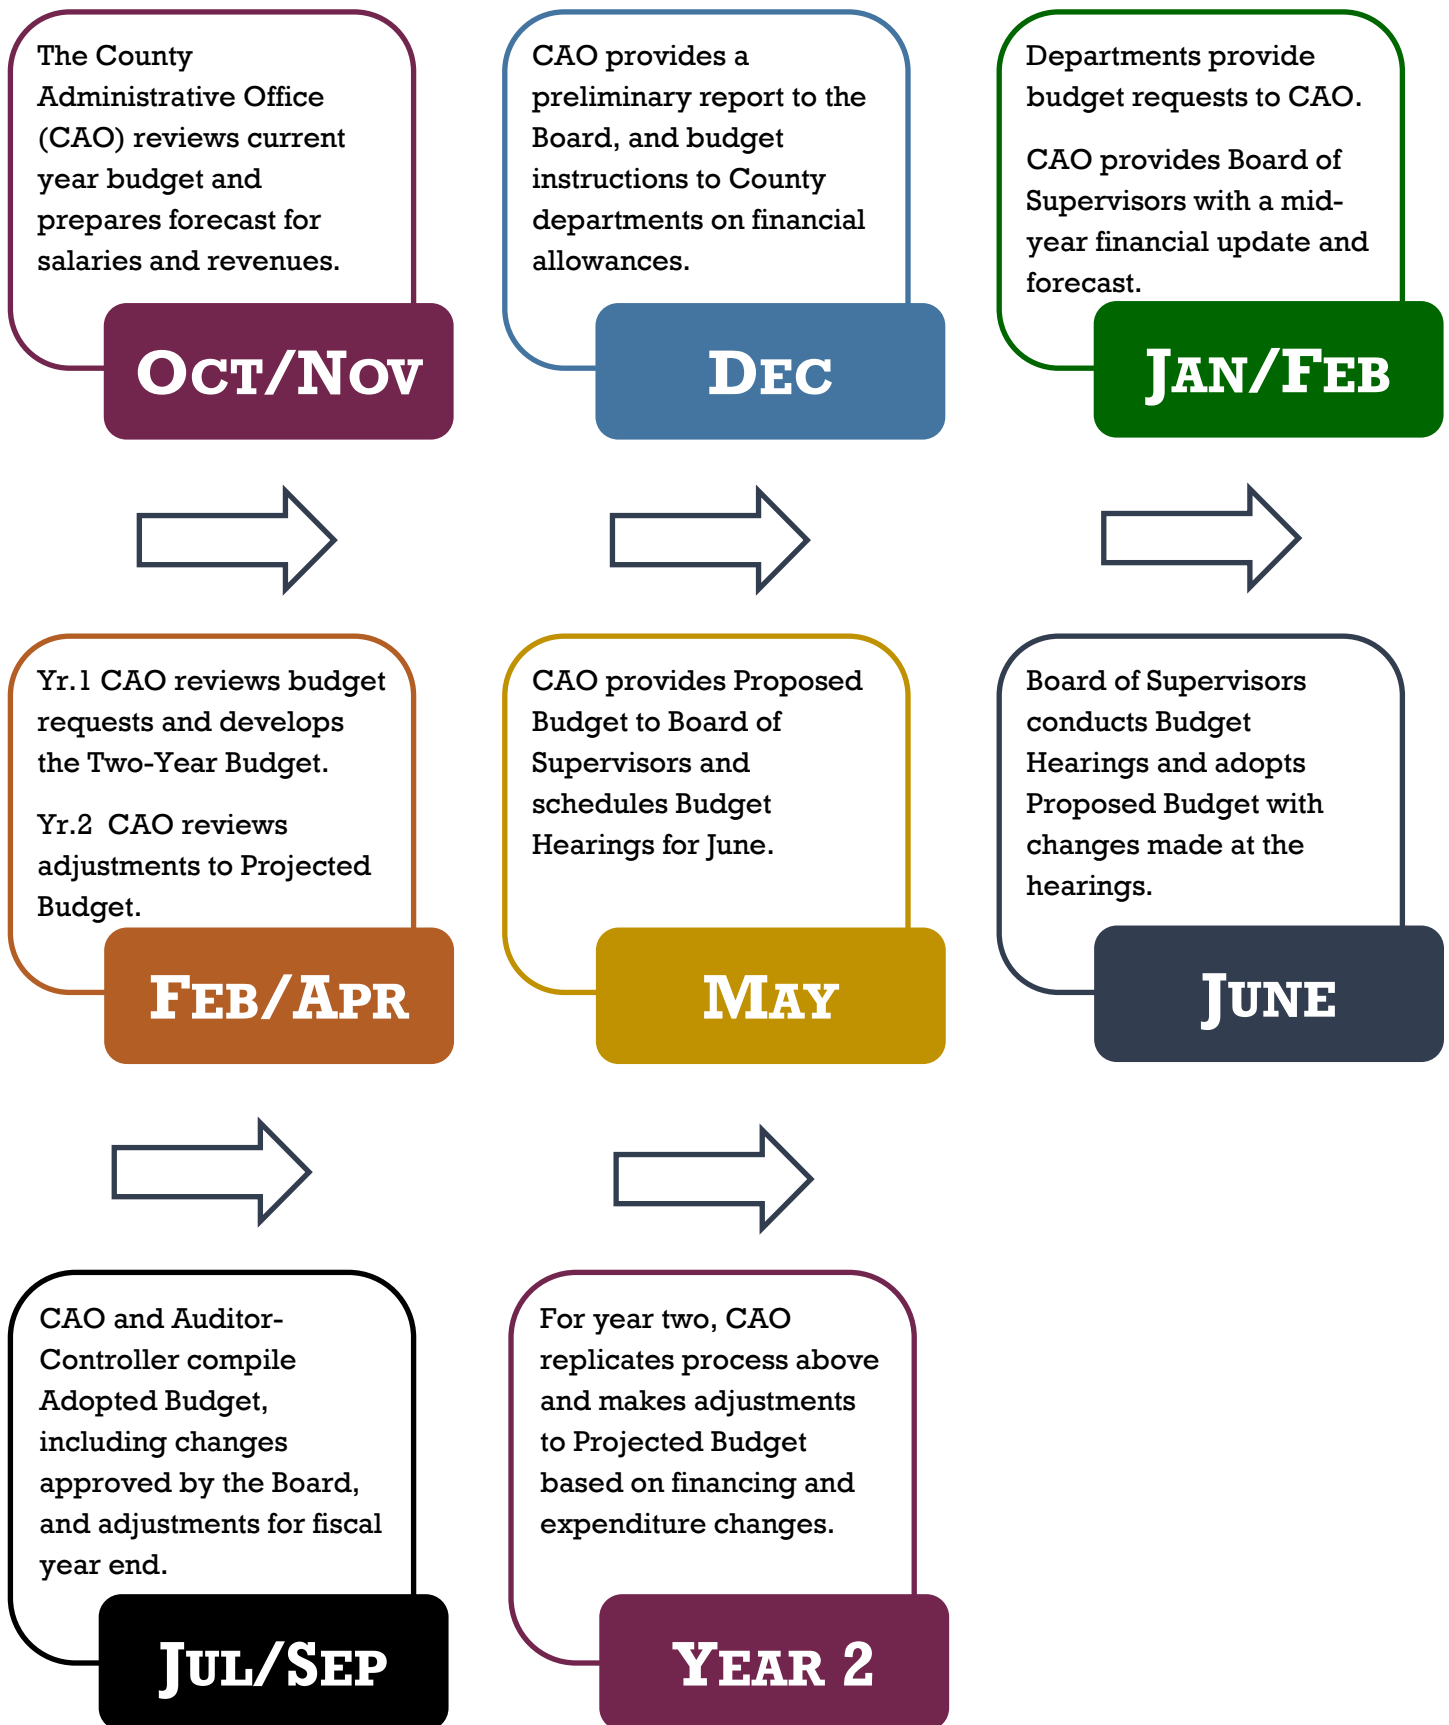 The County
Administrative Office
(CAO) reviews current
year budget and
prepares forecast for
salaries and revenues.
OCT/NOV
CAO provides a
preliminary report to the
Board, and budget
instructions to County
departments on financial
allowances.
DEC
Departments provide
budget requests to CAO.
CAO provides Board of
Supervisors with a mid-
year financial update and
forecast.
JAN/FEB
Yr.1 CAO reviews budget
requests and develops
the Two-Year Budget.
Yr.2 CAO reviews
adjustments to Projected
Budget.
FEB/APR
CAO provides Proposed
Budget to Board of
Supervisors and
schedules Budget
Hearings for June.
MAY
Board of Supervisors
conducts Budget
Hearings and adopts
Proposed Budget with
changes made at the
hearings.
JUNE
CAO and Auditor-
Controller compile
Adopted Budget,
including changes
approved by the Board,
and adjustments for fiscal
year end.
JUL/SEP
For year two, CAO
replicates process above
and makes adjustments
to Projected Budget
based on financing and
expenditure changes.
YEAR 2